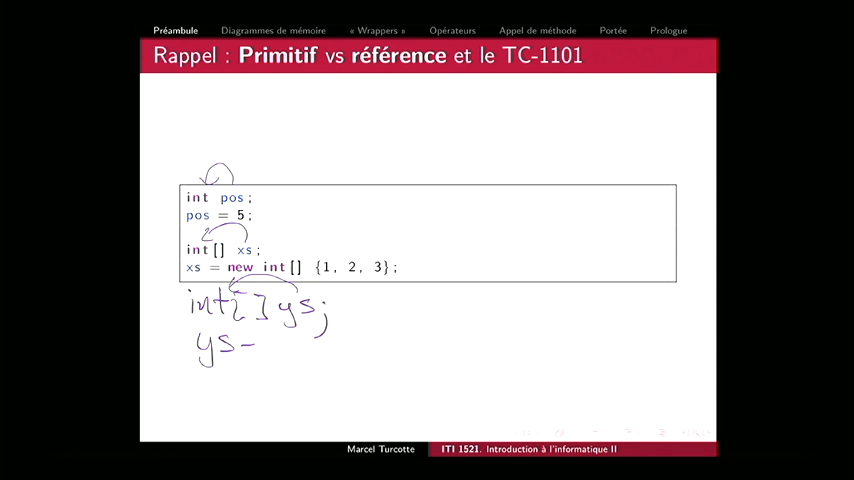 Préambule Diagrammes de mémoire « Wrappers » Opérateurs Appel de méthode Portée Prologue
Rappel : Primitif vs référence et le TC-1101
int pos;
pos = 5;
int[] xs;
xs = new int[] {1, 2, 3};
int[] ys;
ys-
Marcel Turcotte ITI 1521. Introduction à l'informatique II